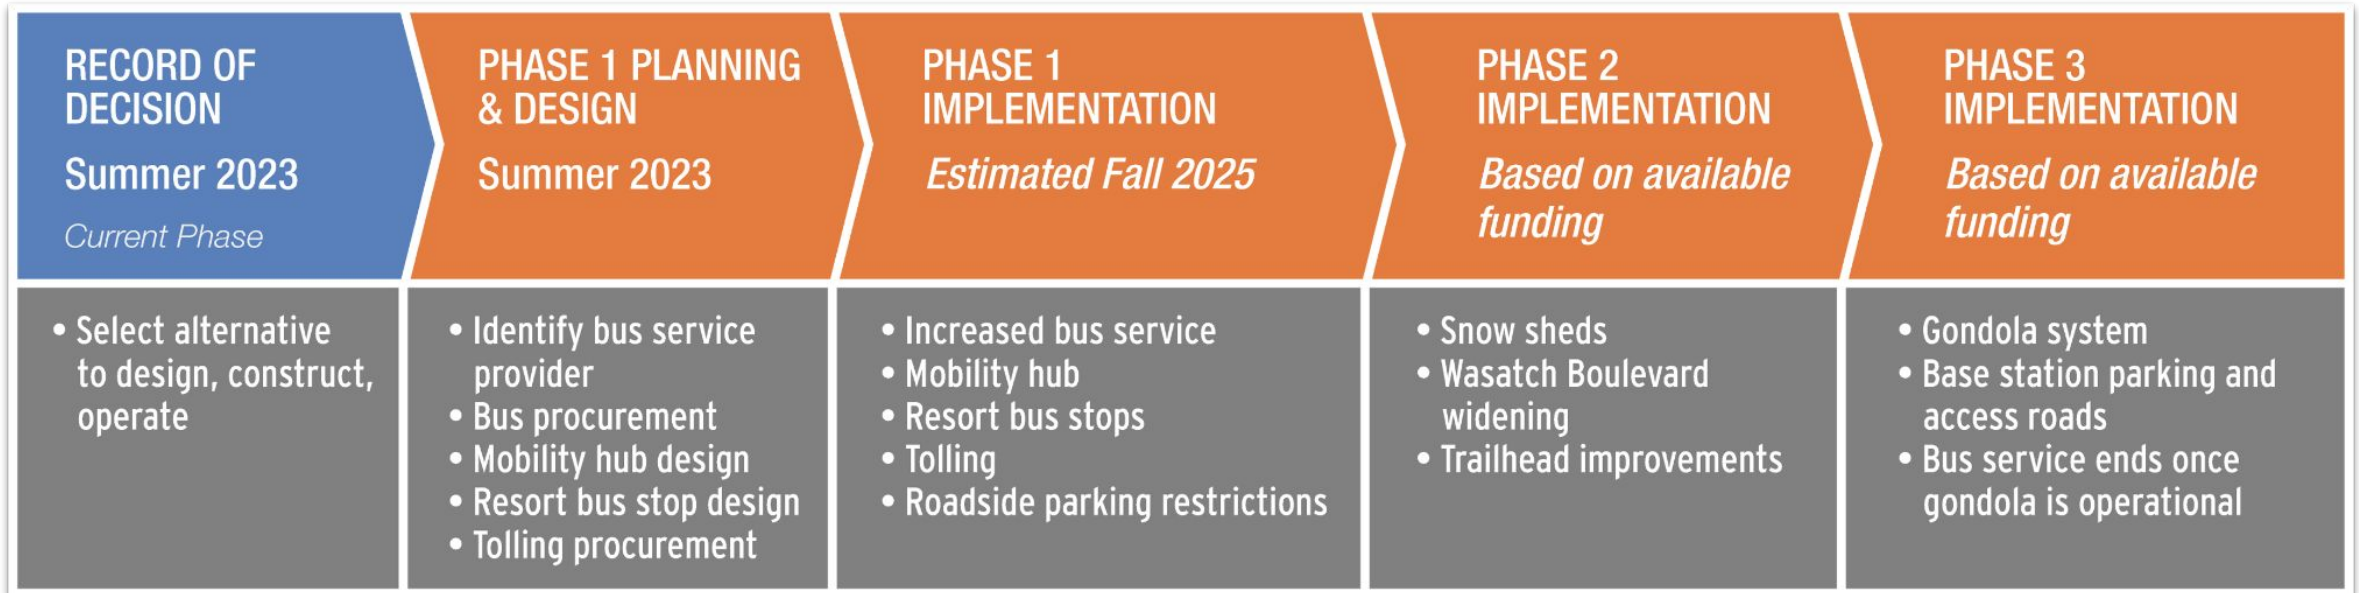 RECORD OF
DECISION
Summer 2023
Current Phase
• Select alternative
to design, construct,
operate
PHASE 1 PLANNING
& DESIGN
Summer 2023
• Identify bus service
provider
• Bus procurement
• Mobility hub design
• Resort bus stop design
• Tolling procurement
PHASE 1
IMPLEMENTATION
Estimated Fall 2025
• Increased bus service
• Mobility hub
• Resort bus stops
• Tolling
• Roadside parking restrictions
PHASE 2
IMPLEMENTATION
Based on available
funding
• Snow sheds
• Wasatch Boulevard
widening
• Trailhead improvements
PHASE 3
IMPLEMENTATION
Based on available
funding
• Gondola system
• Base station parking and
access roads
• Bus service ends once
gondola is operational